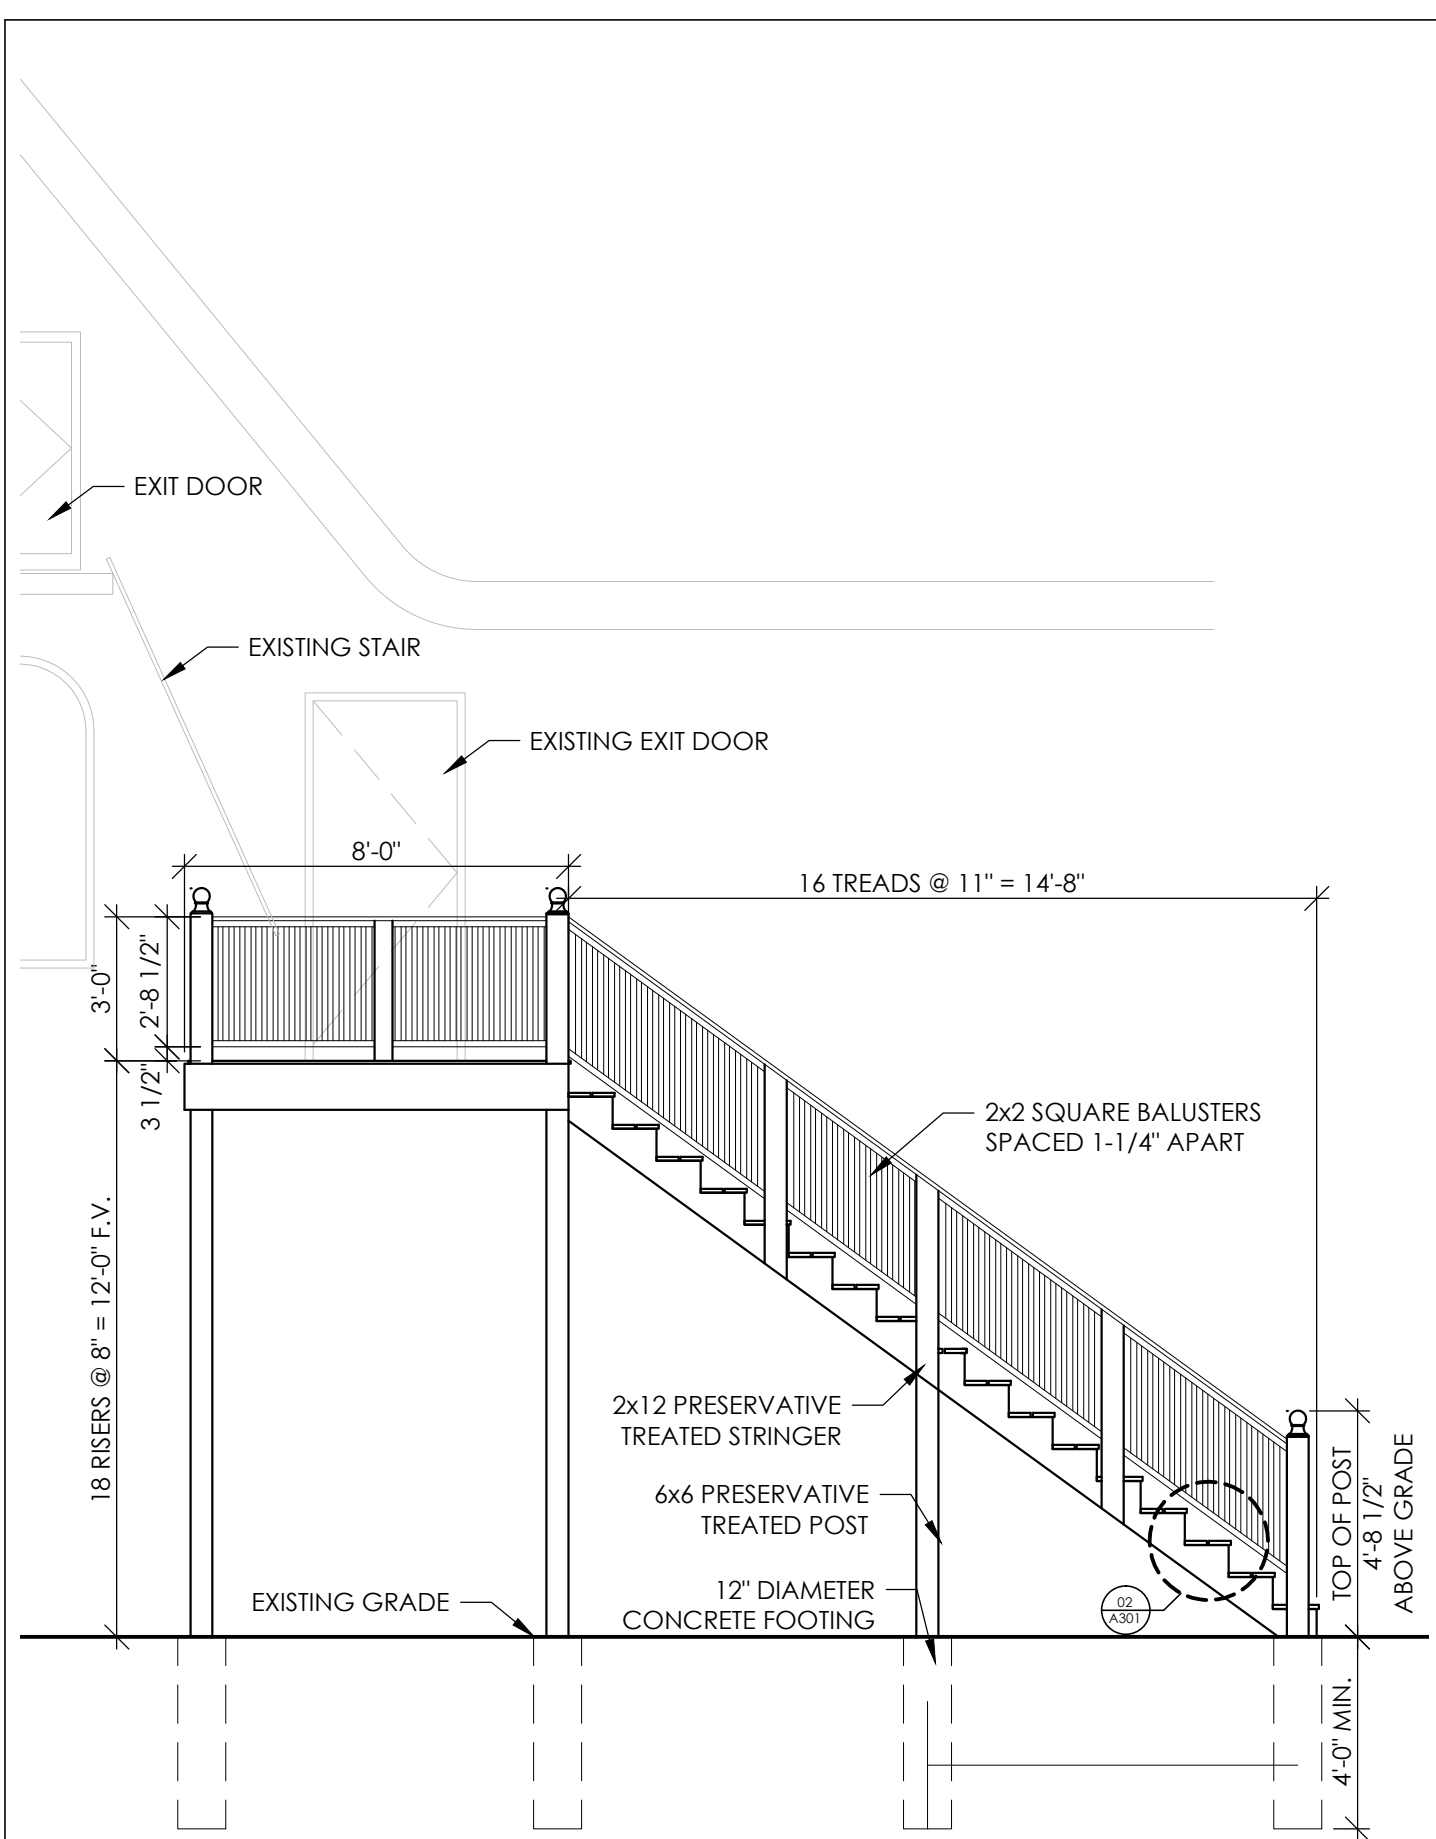 EXIT DOOR
EXISTING STAIR
EXISTING EXIT DOOR
8'-0"
16 TREADS @ 11" = 14'-8"
3'-0"
2'-8 1/2"
3 1/2"
2x2 SQUARE BALUSTERS
SPACED 1-1/4" APART
18 RISERS @ 8" = 12'-0" F.V.
2x12 PRESERVATIVE
TREATED STRINGER
6x6 PRESERVATIVE
TREATED POST
12" DIAMETER
CONCRETE FOOTING
EXISTING GRADE
02
A301
TOP OF POST
4'-8 1/2"
ABOVE GRADE
4'-0" MIN.